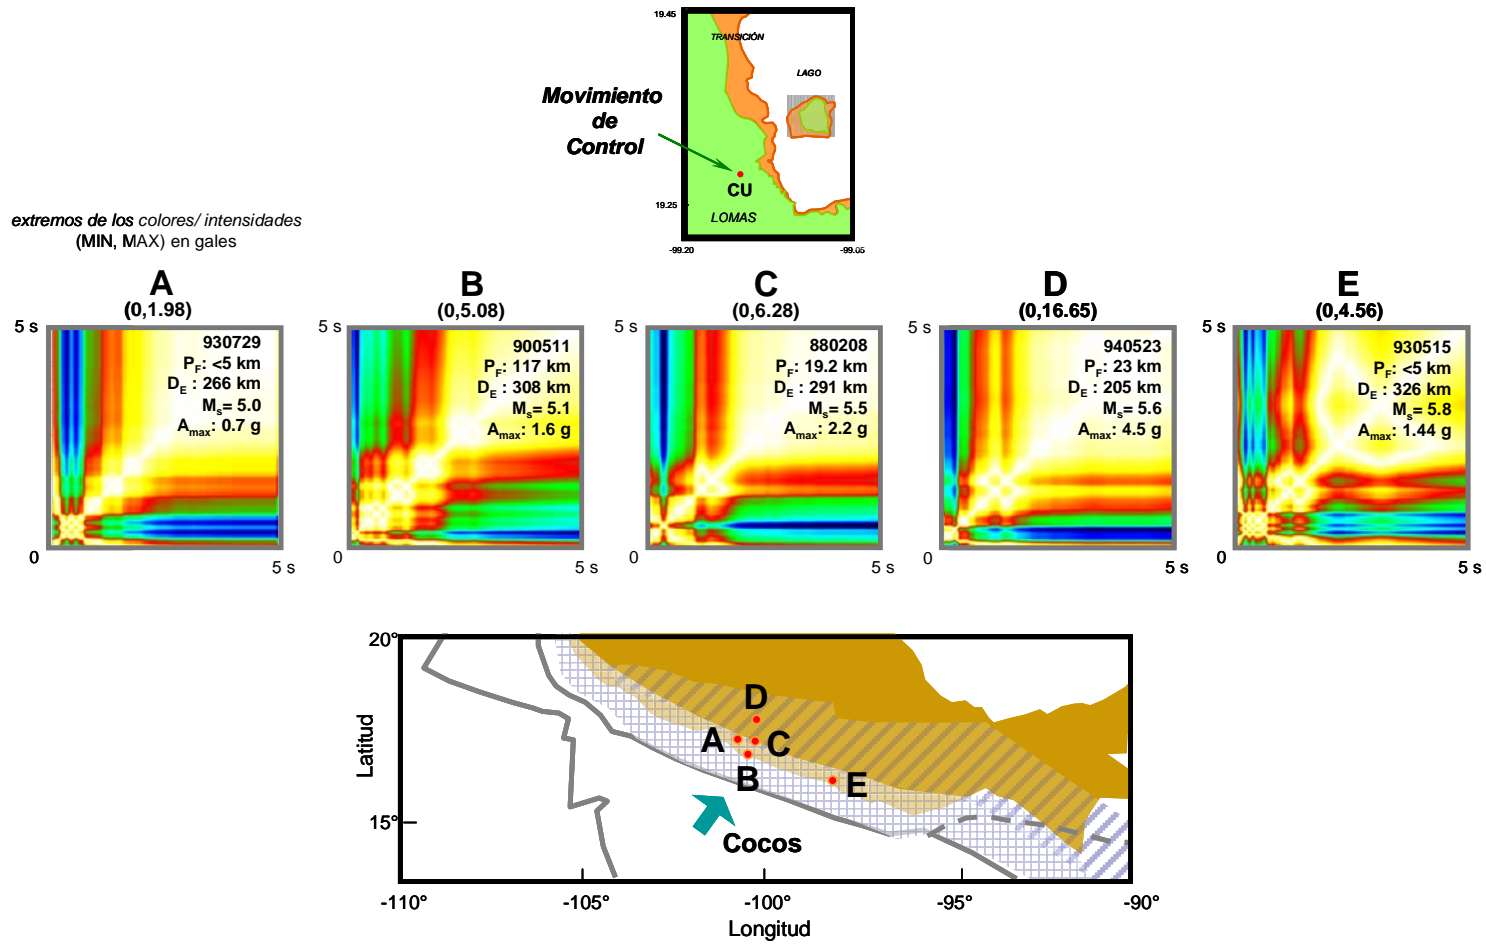 19.45
TRANSICIÓN
LAGO
Movimiento
de
Control
CU
19.25
LOMAS
-99.20
-99.05
extremos de los colores/ intensidades
(MIN, MAX) en gales
A
(0,1.98)
5 s
930729
PF: <5 km
DE : 266 km
Ms= 5.0
Amax: 0.7 g
0
5 s
B
(0,5.08)
5 s
900511
PF: 117 km
DE : 308 km
Ms= 5.1
Amax: 1.6 g
0
5 s
C
(0,6.28)
5 s
880208
PF: 19.2 km
DE : 291 km
Ms= 5.5
Amax: 2.2 g
0
5 s
D
(0,16.65)
5 s
940523
PF: 23 km
DE : 205 km
Ms= 5.6
Amax: 4.5 g
0
5 s
E
(0,4.56)
5 s
930515
PF: <5 km
DE : 326 km
Ms= 5.8
Amax: 1.44 g
0
5 s
20°
Latitud
15°
D
A
C
B
E
Cocos
-110°
-105°
-100°
-95°
-90°
Longitud